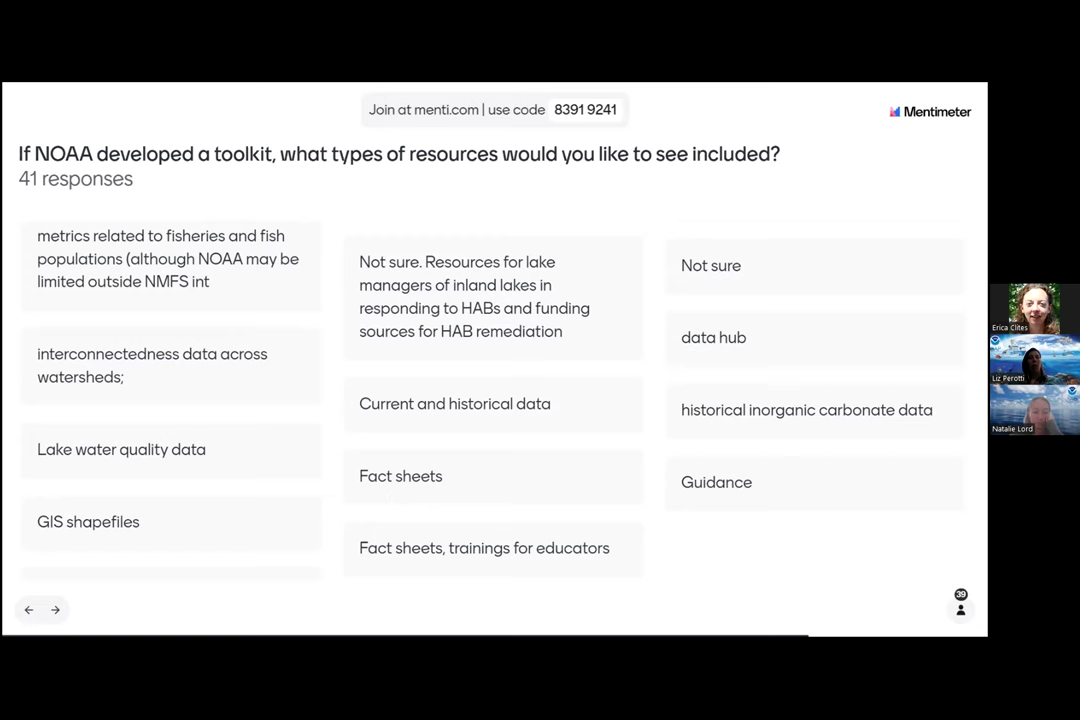 Join at menti.com | use code 8391 9241
Mentimeter
If NOAA developed a toolkit, what types of resources would you like to see included?
41 responses
metrics related to fisheries and fish
populations (although NOAA may be
limited outside NMFS int
interconnectedness data across
watersheds;
Lake water quality data
GIS shapefiles
Not sure. Resources for lake
managers of inland lakes in
responding to HABs and funding
sources for HAB remediation
Current and historical data
Fact sheets
Fact sheets, trainings for educators
Not sure
data hub
historical inorganic carbonate data
Guidance
39
Erica Clites
Liz Perotti
Natalie Lord